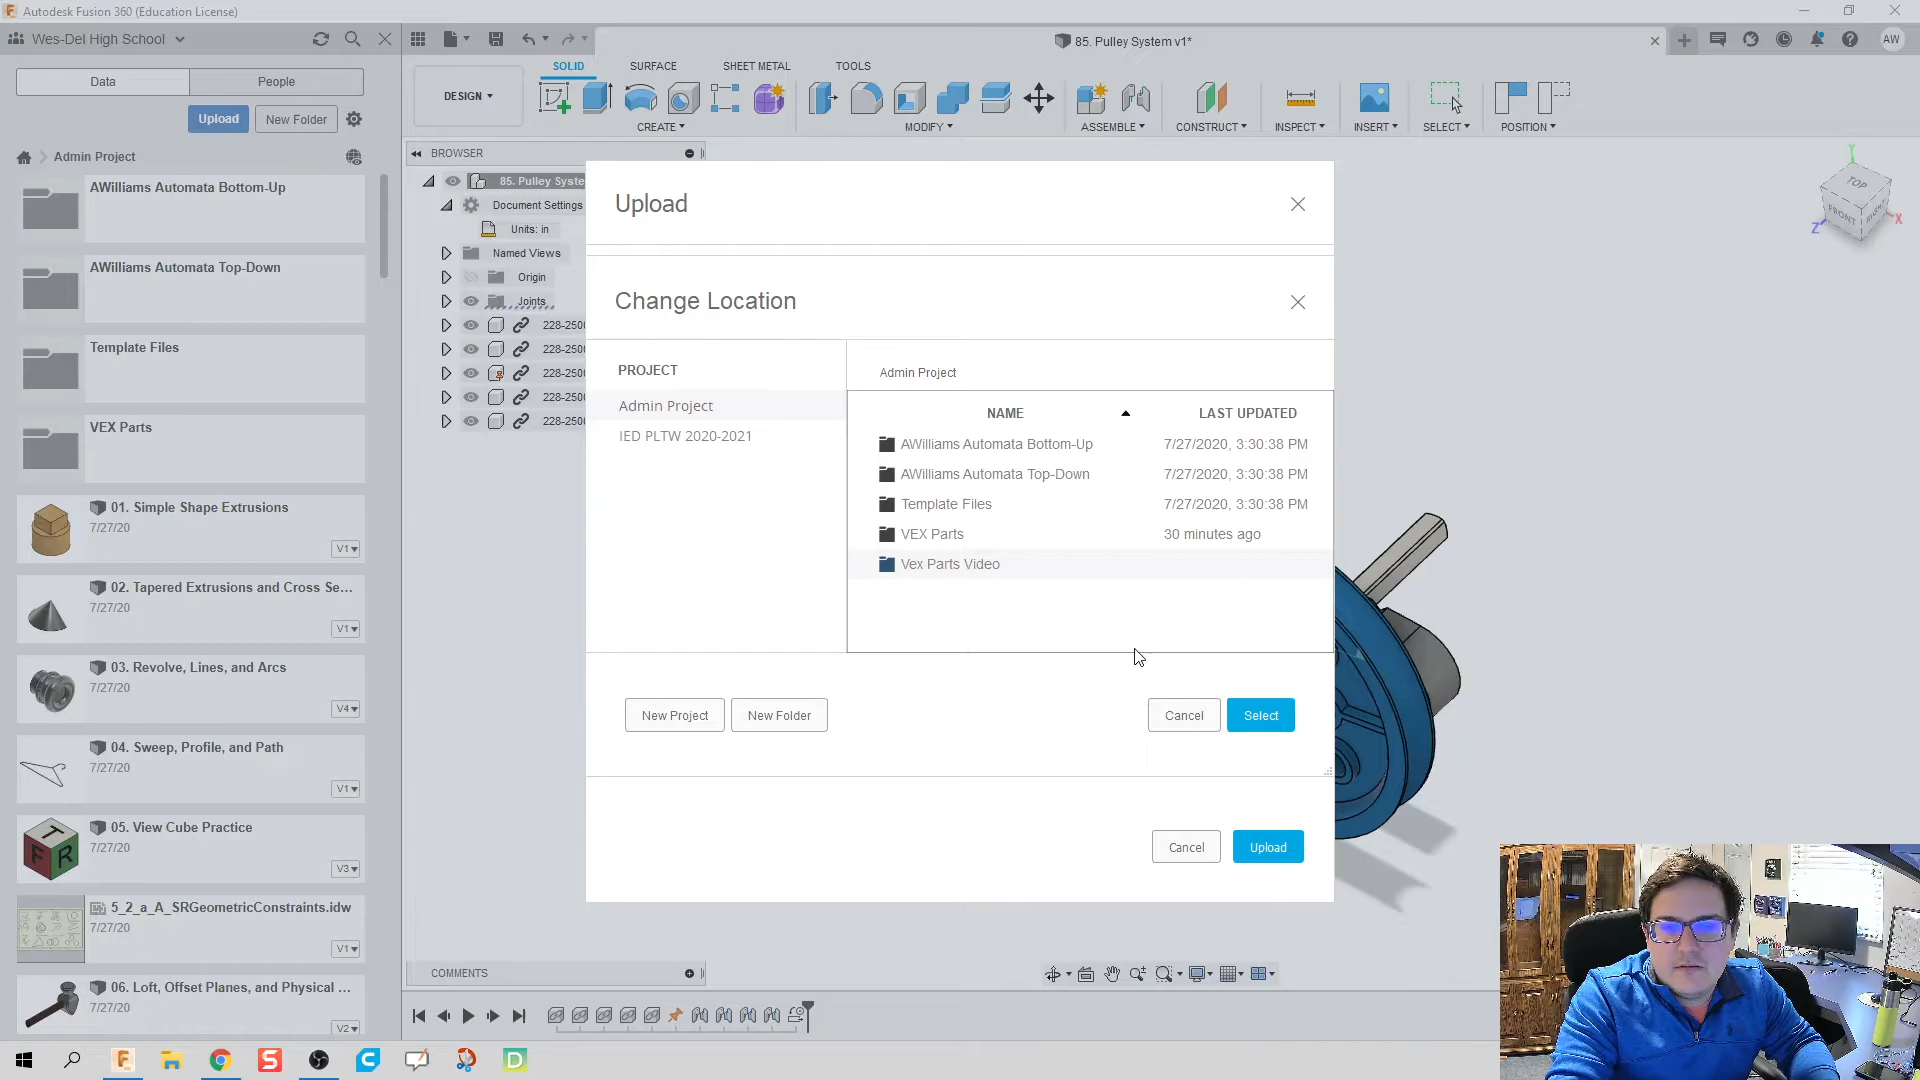 Autodesk Fusion 360 (Education License)
Wes-Del High School
85. Pulley System v1*
AW
Data
People
Upload
New Folder
Admin Project
AWilliams Automata Bottom-Up
AWilliams Automata Top-Down
Template Files
VEX Parts
01. Simple Shape Extrusions
7/27/20
V1
02. Tapered Extrusions and Cross Se...
7/27/20
V1
03. Revolve, Lines, and Arcs
7/27/20
V4
04. Sweep, Profile, and Path
7/27/20
V1
05. View Cube Practice
7/27/20
V3
5_2_a_A_SRGeometricConstraints.idw
7/27/20
V1
06. Loft, Offset Planes, and Physical ...
7/27/20
V2
T
F
R
DESIGN
SOLID
SURFACE
SHEET METAL
TOOLS
CREATE
MODIFY
ASSEMBLE
CONSTRUCT
INSPECT
INSERT
SELECT
POSITION
BROWSER
85. Pulley Syste
Document Settings
Units: in
Named Views
Origin
Joints
228-250
228-250
228-250
228-250
228-250
Upload
Change Location
PROJECT
Admin Project
IED PLTW 2020-2021
Admin Project
NAME
LAST UPDATED
AWilliams Automata Bottom-Up
7/27/2020, 3:30:38 PM
AWilliams Automata Top-Down
7/27/2020, 3:30:38 PM
Template Files
7/27/2020, 3:30:38 PM
VEX Parts
30 minutes ago
Vex Parts Video
New Project
New Folder
Cancel
Select
Cancel
Upload
TOP
FRONT
RIGHT
Y
X
Z
COMMENTS